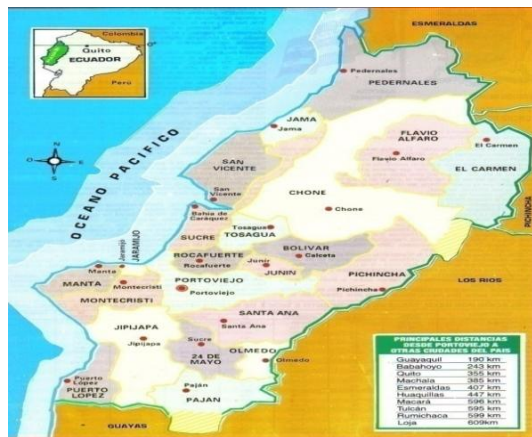 ESMERALDAS
Colombia
0°
Quito
ECUADOR
Perú
Pedernales
PEDERNALES
JAMA
Jama
FLAVIO
ALFARO
El Carmen
Flavio Alfaro
EL CARMEN
OCEANO PACIFICO
N
O
E
S
SAN
VICENTE
San
Vicente
CHONE
Chone
PICHINCHA
Bahía de
Caráquez
Tosagua
SUCRE
TOSAGUA
BOLIVAR
Calceta
ROCAFUERTE
Rocafuerte
Junín
JUNIN
LOS RIOS
Jaramijó
JARAMIJO
Manta
MANTA
Montecristi
MONTECRISTI
PORTOVIEJO
Portoviejo
PICHINCHA
Pichincha
SANTA ANA
Santa Ana
JIPIJAPA
Jipijapa
Sucre
24 DE
MAYO
OLMEDO
Olmedo
Puerto
López
PUERTO
LOPEZ
Paján
PAJAN
GUAYAS
PRINCIPALES DISTANCIAS
DESDE PORTOVIEJO A
OTRAS CIUDADES DEL PAIS
Guayaquil 190 km
Babahoyo 243 km
Quito 355 km
Machala 385 km
Esmeraldas 407 km
Huaquillas 447 km
Macará 596 km
Tulcán 595 km
Rumichaca 599 km
Loja 609km